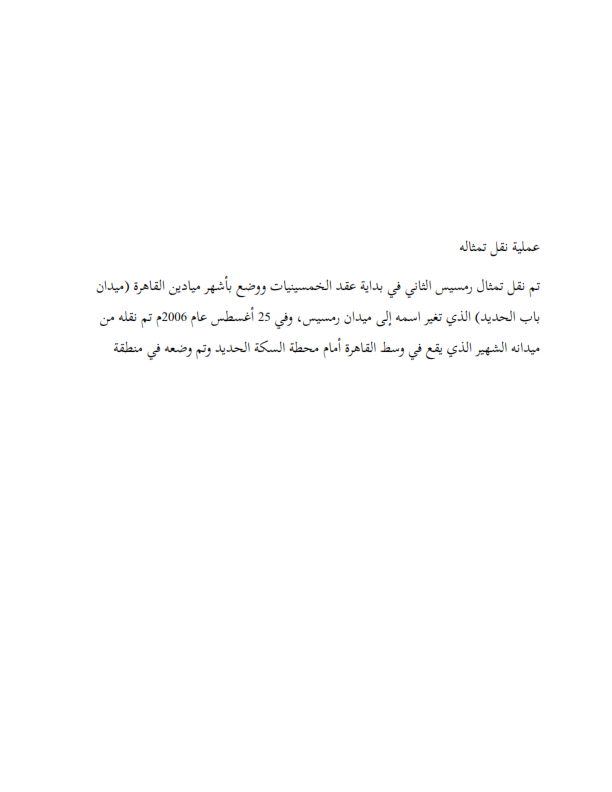 عملية نقل تمثاله
تم نقل تمثال رمسيس الثاني في بداية عقد الخمسينيات ووضع بأشهر ميادين القاهرة (ميدان
باب الحديد) الذي تغير اسمه إلى ميدان رمسيس، وفي 25 أغسطس عام 2006م تم نقله من
ميدانه الشهير الذي يقع في وسط القاهرة أمام محطة السكة الحديد وتم وضعه في منطقة